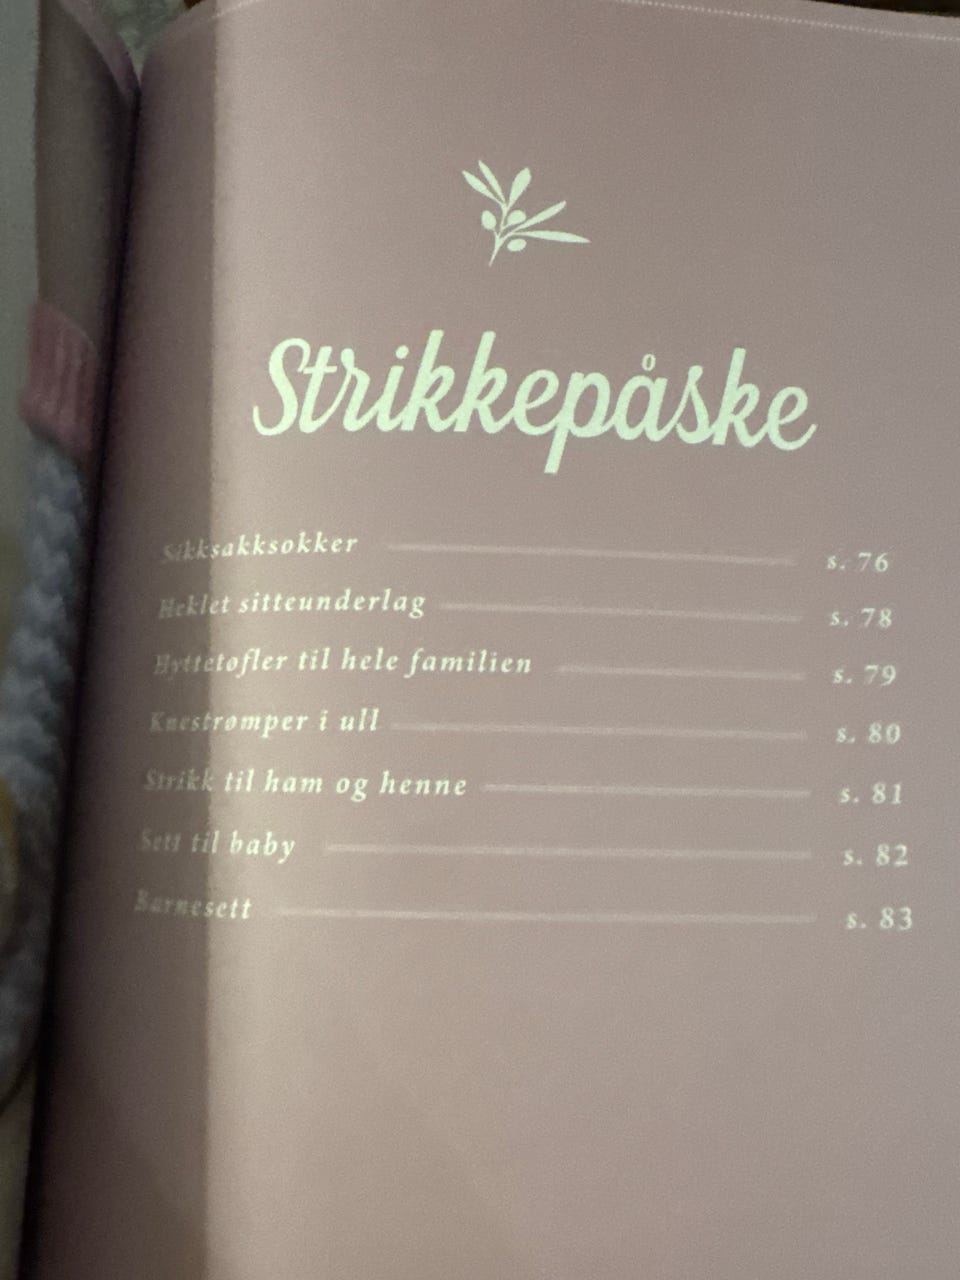 Strikkepåske
Sikksakksokker s. 76
Heklet sitteunderlag s. 78
Hyttetøfler til hele familien s. 79
Knestrømper i ull s. 80
Strikk til ham og henne s. 81
Sett til baby s. 82
Barnesett s. 83